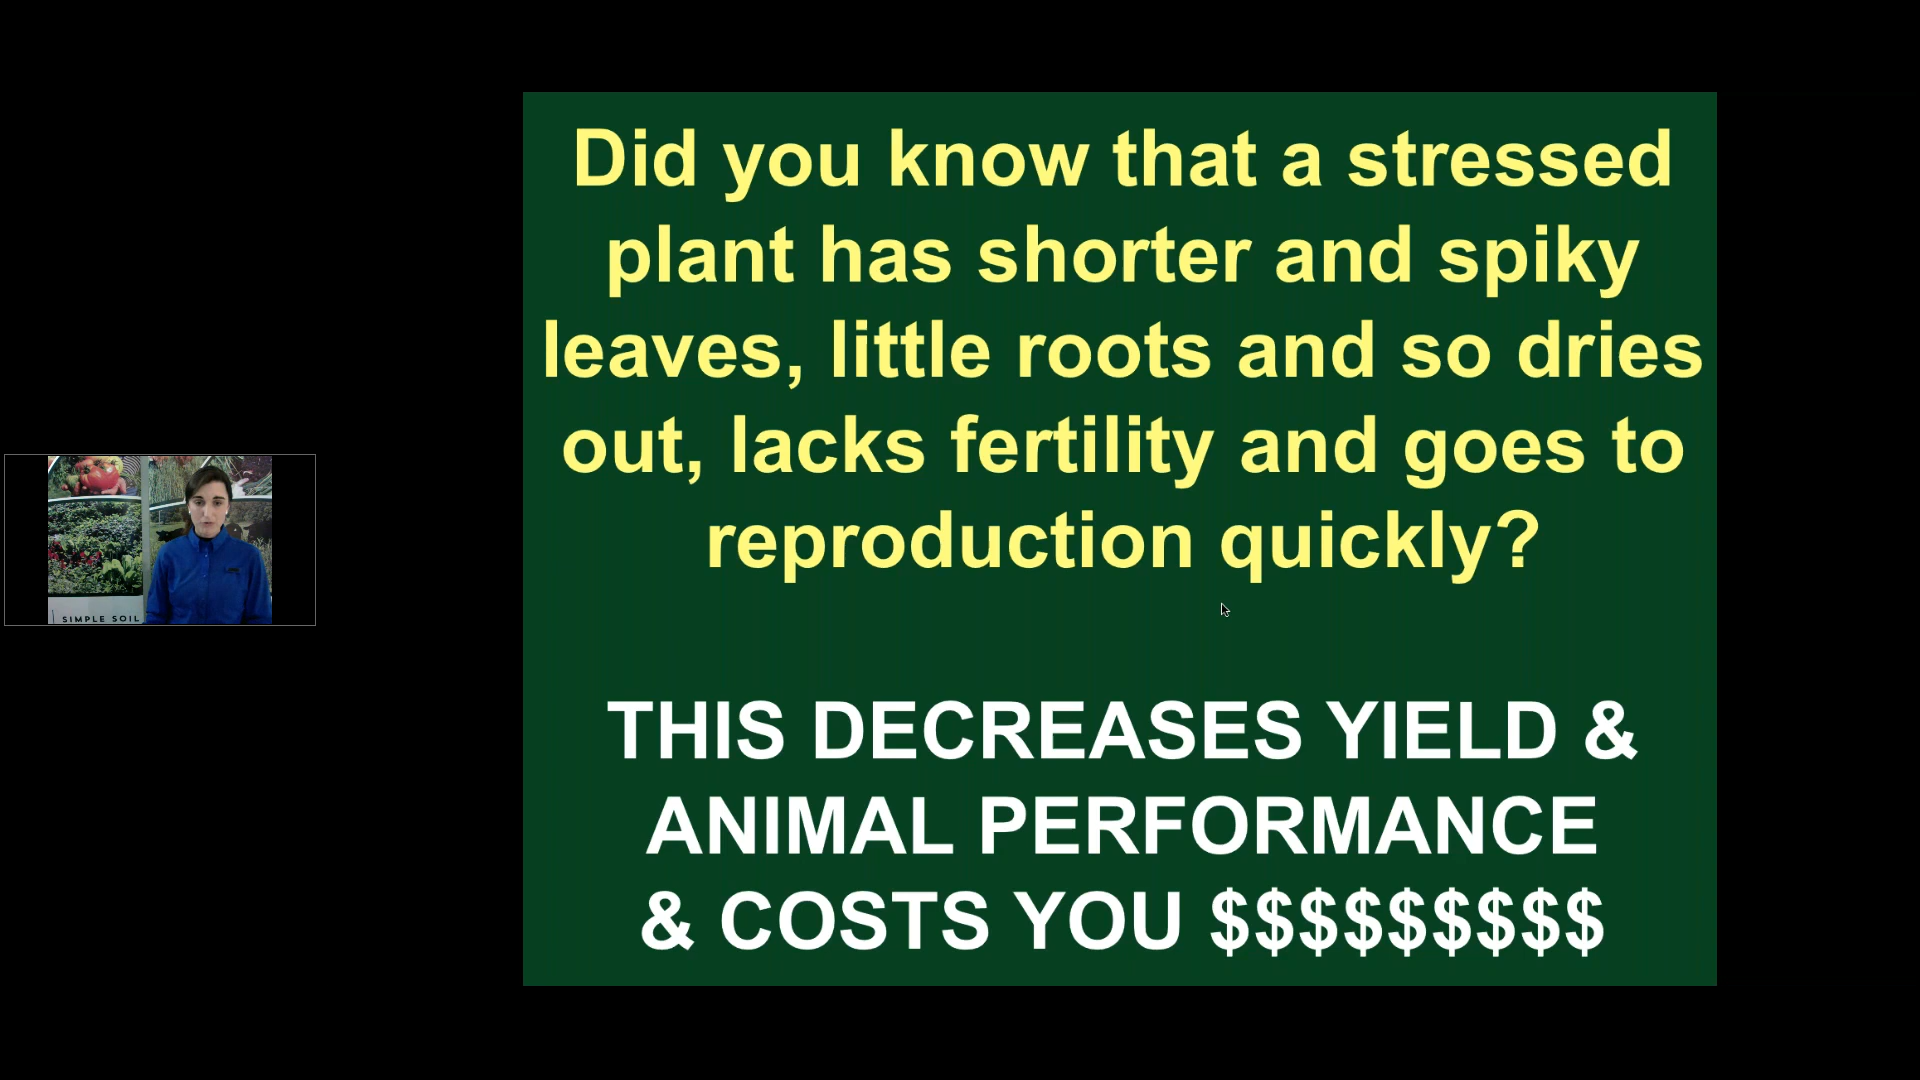 Did you know that a stressed
plant has shorter and spiky
leaves, little roots and so dries
out, lacks fertility and goes to
reproduction quickly?
THIS DECREASES YIELD &
ANIMAL PERFORMANCE
& COSTS YOU $$$$$$$$$
SIMPLE SOIL